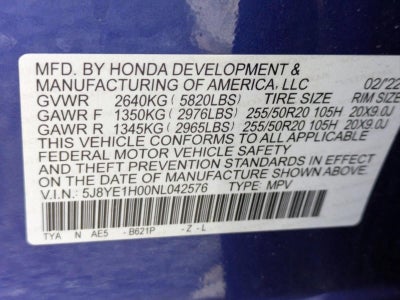 MFD. BY HONDA DEVELOPMENT &
MANUFACTURING OF AMERICA, LLC 02/'22
GVWR 2640KG (5820LBS) TIRE SIZE RIM SIZE
GAWR F 1350KG (2976LBS) 255/50R20 105H 20X9.0J
GAWR R 1345KG (2965LBS) 255/50R20 105H 20X9.0J
THIS VEHICLE CONFORMS TO ALL APPLICABLE
FEDERAL MOTOR VEHICLE SAFETY AND
THEFT PREVENTION STANDARDS IN EFFECT
ON THE DATE OF MANUFACTURE SHOWN ABOVE.
V.I.N.: 5J8YE1H00NL042576 TYPE: MPV
TYA N AE5 - B621P - Z - L